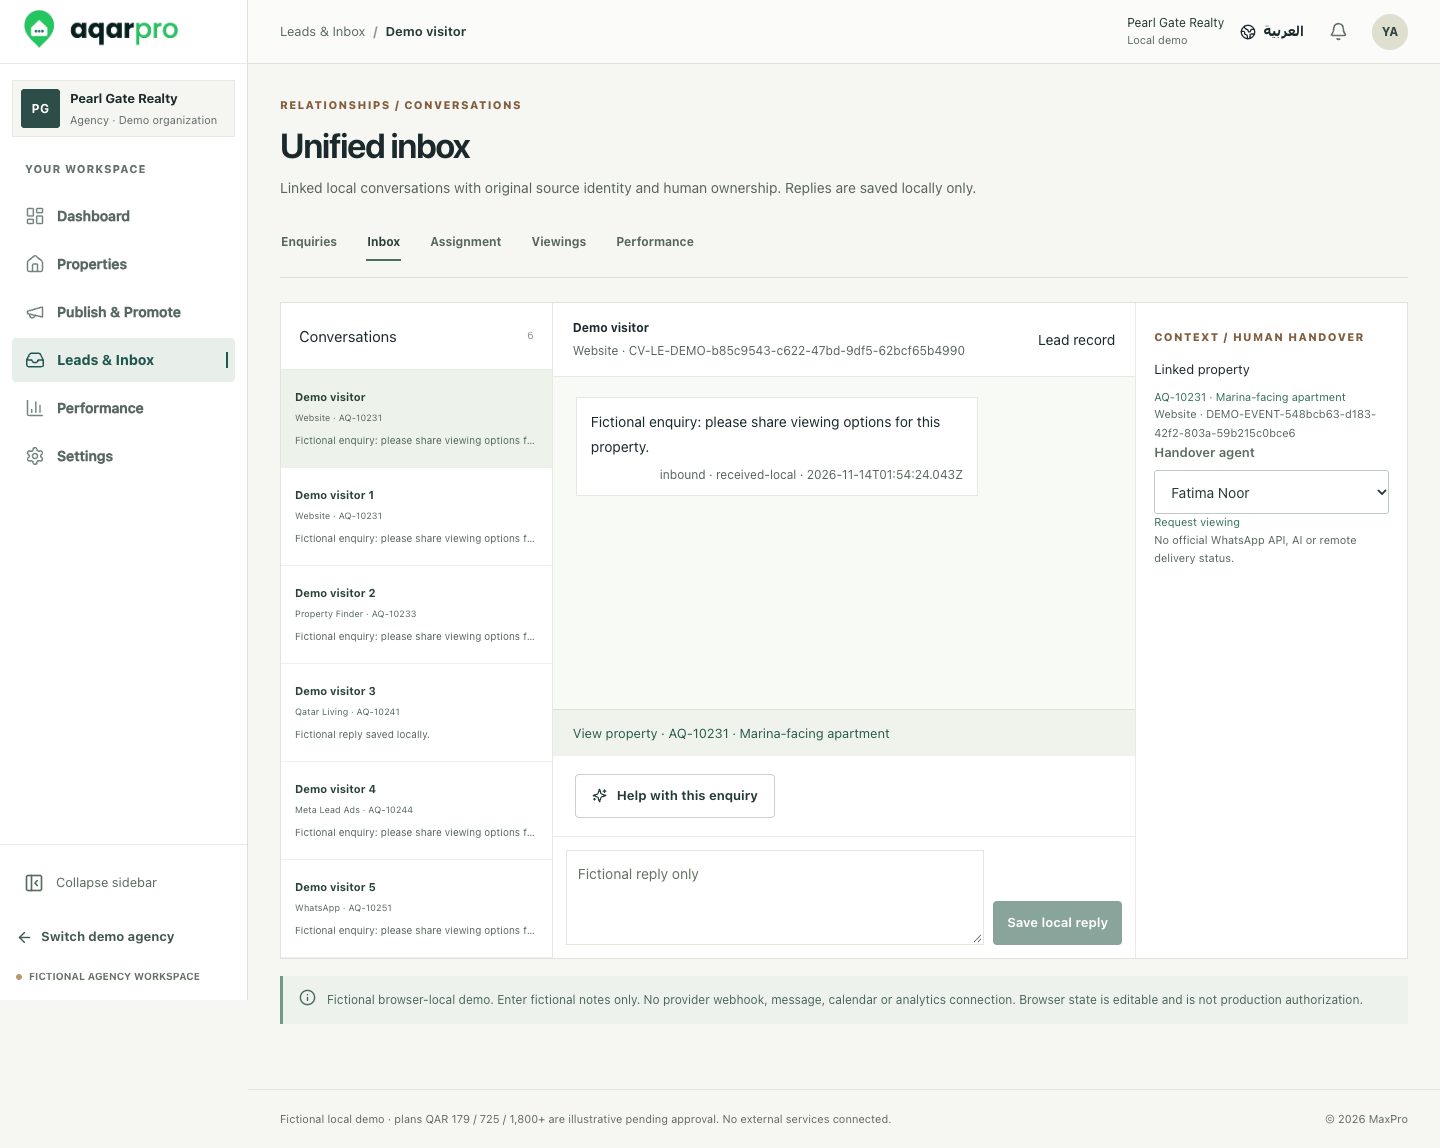 aqarpro
PG
Pearl Gate Realty
Agency · Demo organization
YOUR WORKSPACE
Dashboard
Properties
Publish & Promote
Leads & Inbox
Performance
Settings
Collapse sidebar
Switch demo agency
FICTIONAL AGENCY WORKSPACE
Leads & Inbox / Demo visitor
Pearl Gate Realty
Local demo
العربية
YA
RELATIONSHIPS / CONVERSATIONS
Unified inbox
Linked local conversations with original source identity and human ownership. Replies are saved locally only.
Enquiries Inbox Assignment Viewings Performance
Conversations 6
Demo visitor
Website · AQ-10231
Fictional enquiry: please share viewing options f...
Demo visitor 1
Website · AQ-10231
Fictional enquiry: please share viewing options f...
Demo visitor 2
Property Finder · AQ-10233
Fictional enquiry: please share viewing options f...
Demo visitor 3
Qatar Living · AQ-10241
Fictional reply saved locally.
Demo visitor 4
Meta Lead Ads · AQ-10244
Fictional enquiry: please share viewing options f...
Demo visitor 5
WhatsApp · AQ-10251
Fictional enquiry: please share viewing options f...
Demo visitor
Website · CV-LE-DEMO-b85c9543-c622-47bd-9df5-62bcf65b4990
Lead record
Fictional enquiry: please share viewing options for this
property.
inbound · received-local · 2026-11-14T01:54:24.043Z
View property · AQ-10231 · Marina-facing apartment
Help with this enquiry
Fictional reply only
Save local reply
CONTEXT / HUMAN HANDOVER
Linked property
AQ-10231 · Marina-facing apartment
Website · DEMO-EVENT-548bcb63-d183-
42f2-803a-59b215c0bce6
Handover agent
Fatima Noor
Request viewing
No official WhatsApp API, AI or remote
delivery status.
Fictional browser-local demo. Enter fictional notes only. No provider webhook, message, calendar or analytics connection. Browser state is editable and is not production authorization.
Fictional local demo · plans QAR 179 / 725 / 1,800+ are illustrative pending approval. No external services connected.
© 2026 MaxPro